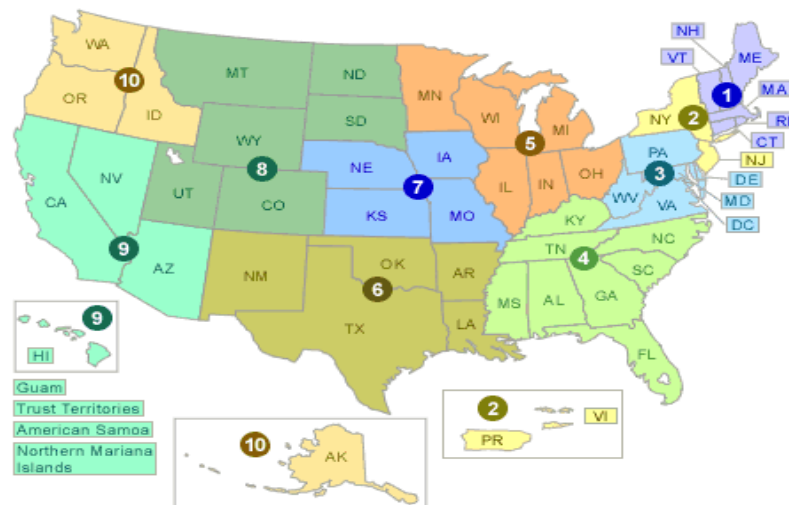 NH
VT
ME
WA
MT
ND
MN
10
1
MA
OR
ID
WI
MI
NY
2
RI
SD
CT
WY
5
PA
NJ
3
DE
NE
IA
8
7
IL
IN
OH
WV
VA
MD
NV
UT
CO
CA
KS
MO
KY
DC
9
AZ
NM
OK
AR
TN
NC
4
SC
6
MS
AL
GA
TX
LA
FL
9
HI
Guam
Trust Territories
American Samoa
Northern Mariana
Islands
10
AK
2
VI
PR